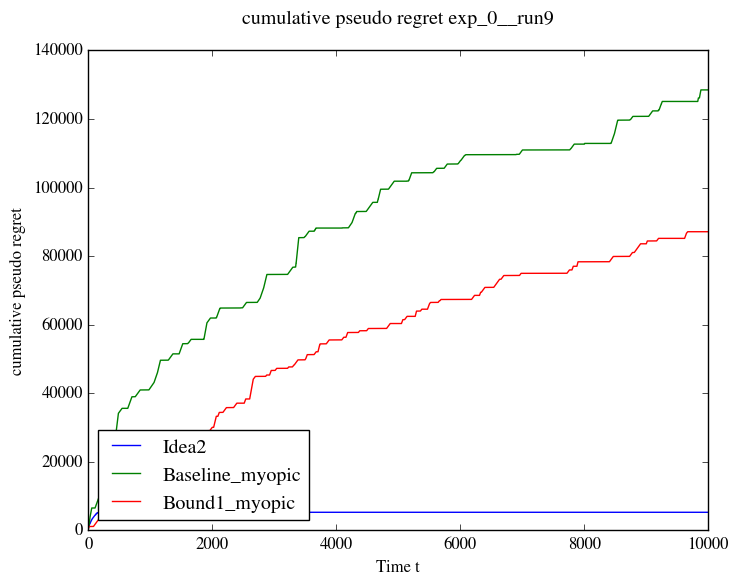 cumulative pseudo regret exp_0__run9
140000
120000
100000
80000
60000
40000
20000
0
cumulative pseudo regret
Idea2
Baseline_myopic
Bound1_myopic
0 2000 4000 6000 8000 10000
Time t